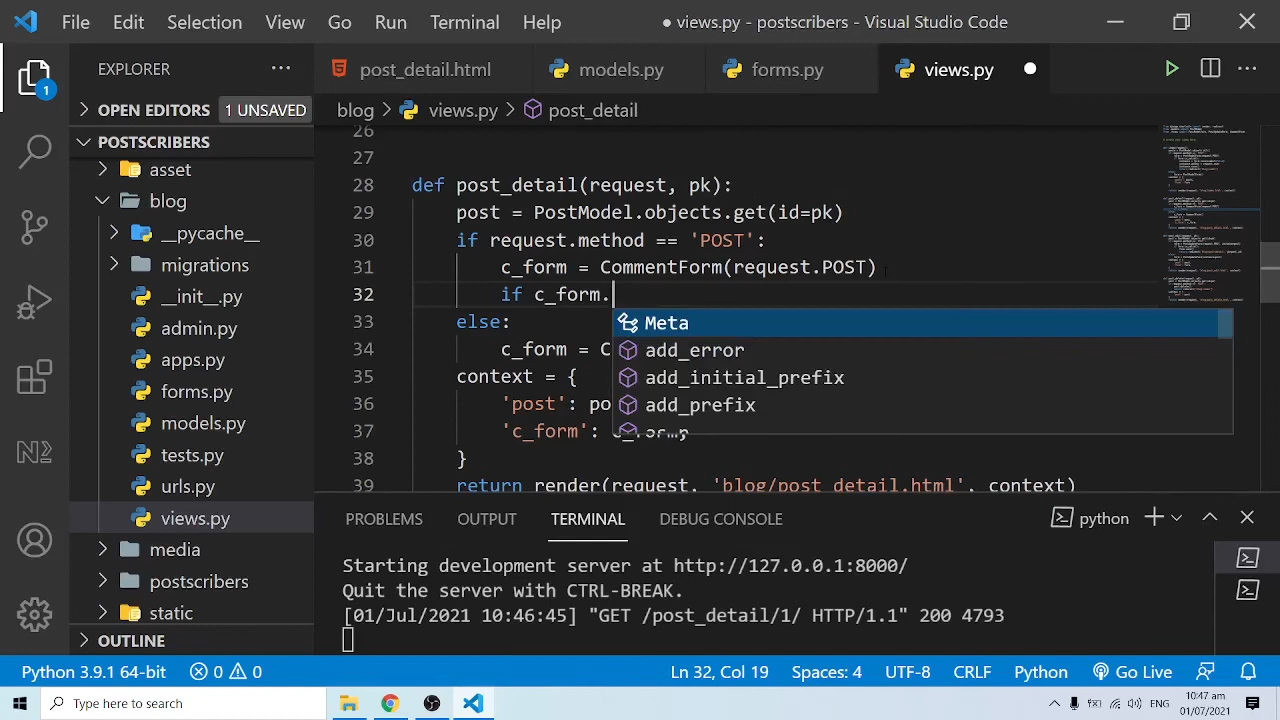 File Edit Selection View Go Run Terminal Help ● views.py - postscribers - Visual Studio Code
EXPLORER ···
post_detail.html models.py forms.py views.py
OPEN EDITORS 1 UNSAVED
blog > views.py > post_detail
POSTSCRIBERS
asset
blog
__pycache__
migrations
__init__.py
admin.py
apps.py
forms.py
models.py
tests.py
urls.py
views.py
media
postscribers
static
OUTLINE
1
26
27
28 def post_detail(request, pk):
29 post = PostModel.objects.get(id=pk)
30 if request.method == 'POST':
31 c_form = CommentForm(request.POST)
32 if c_form.
33 else:
34 c_form = C
35 context = {
36 'post': po
37 'c_form': c_form,
38 }
39 return render(request, 'blog/post_detail.html', context)
Meta
add_error
add_initial_prefix
add_prefix
PROBLEMS OUTPUT TERMINAL DEBUG CONSOLE python
Starting development server at http://127.0.0.1:8000/
Quit the server with CTRL-BREAK.
[01/Jul/2021 10:46:45] "GET /post_detail/1/ HTTP/1.1" 200 4793
Python 3.9.1 64-bit 0 0 Ln 32, Col 19 Spaces: 4 UTF-8 CRLF Python Go Live
Type here to search
ENG
10:47 am
01/07/2021